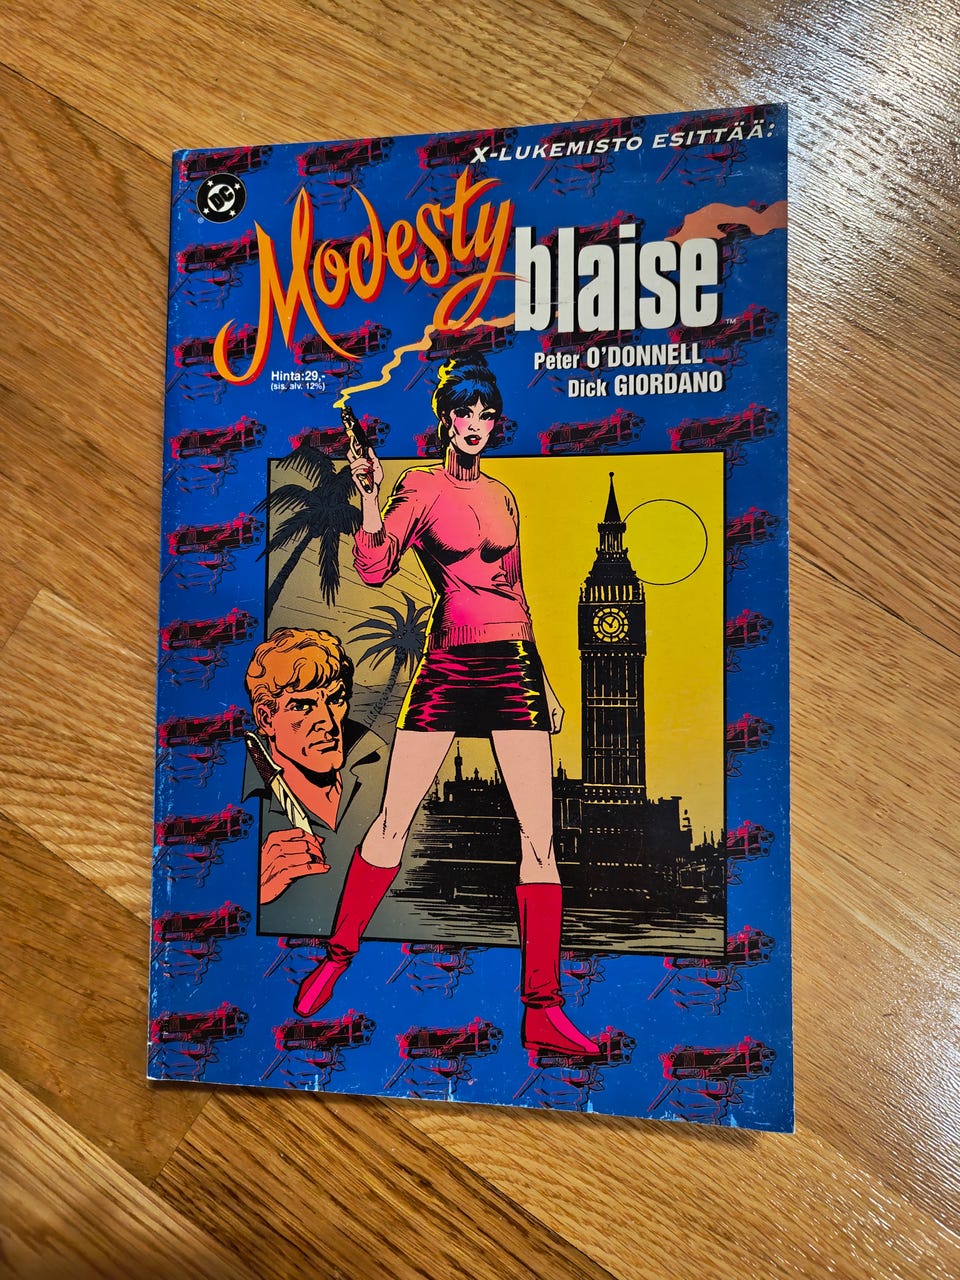 X-LUKEMISTO ESITTÄÄ:
DC
®
Modesty
blaise
™
Peter O'DONNELL
Dick GIORDANO
Hinta:29,-
(sis. alv. 12%)